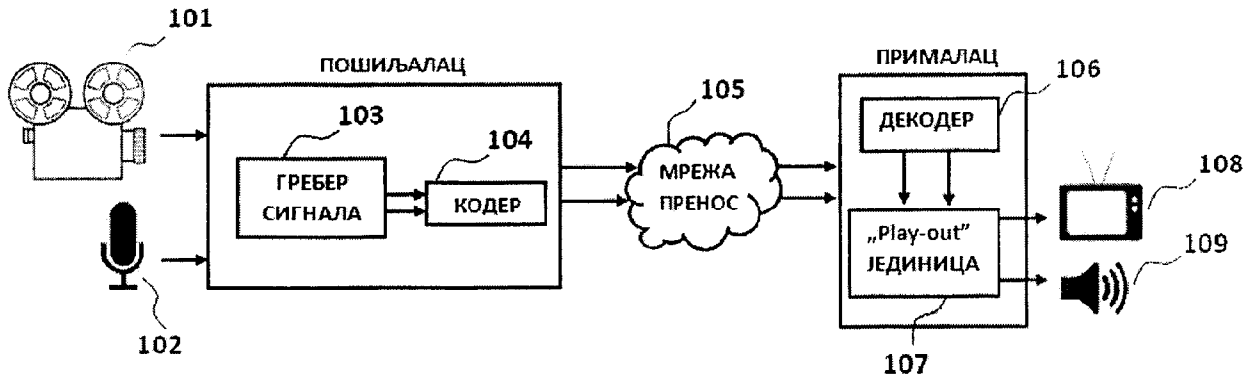 101
ПОШИЉАЛАЦ
103
ГРЕБЕР
СИГНАЛА
104
КОДЕР
102
105
МРЕЖА
ПРЕНОС
ПРИМАЛАЦ
106
ДЕКОДЕР
„Play-out”
ЈЕДИНИЦА
107
108
109